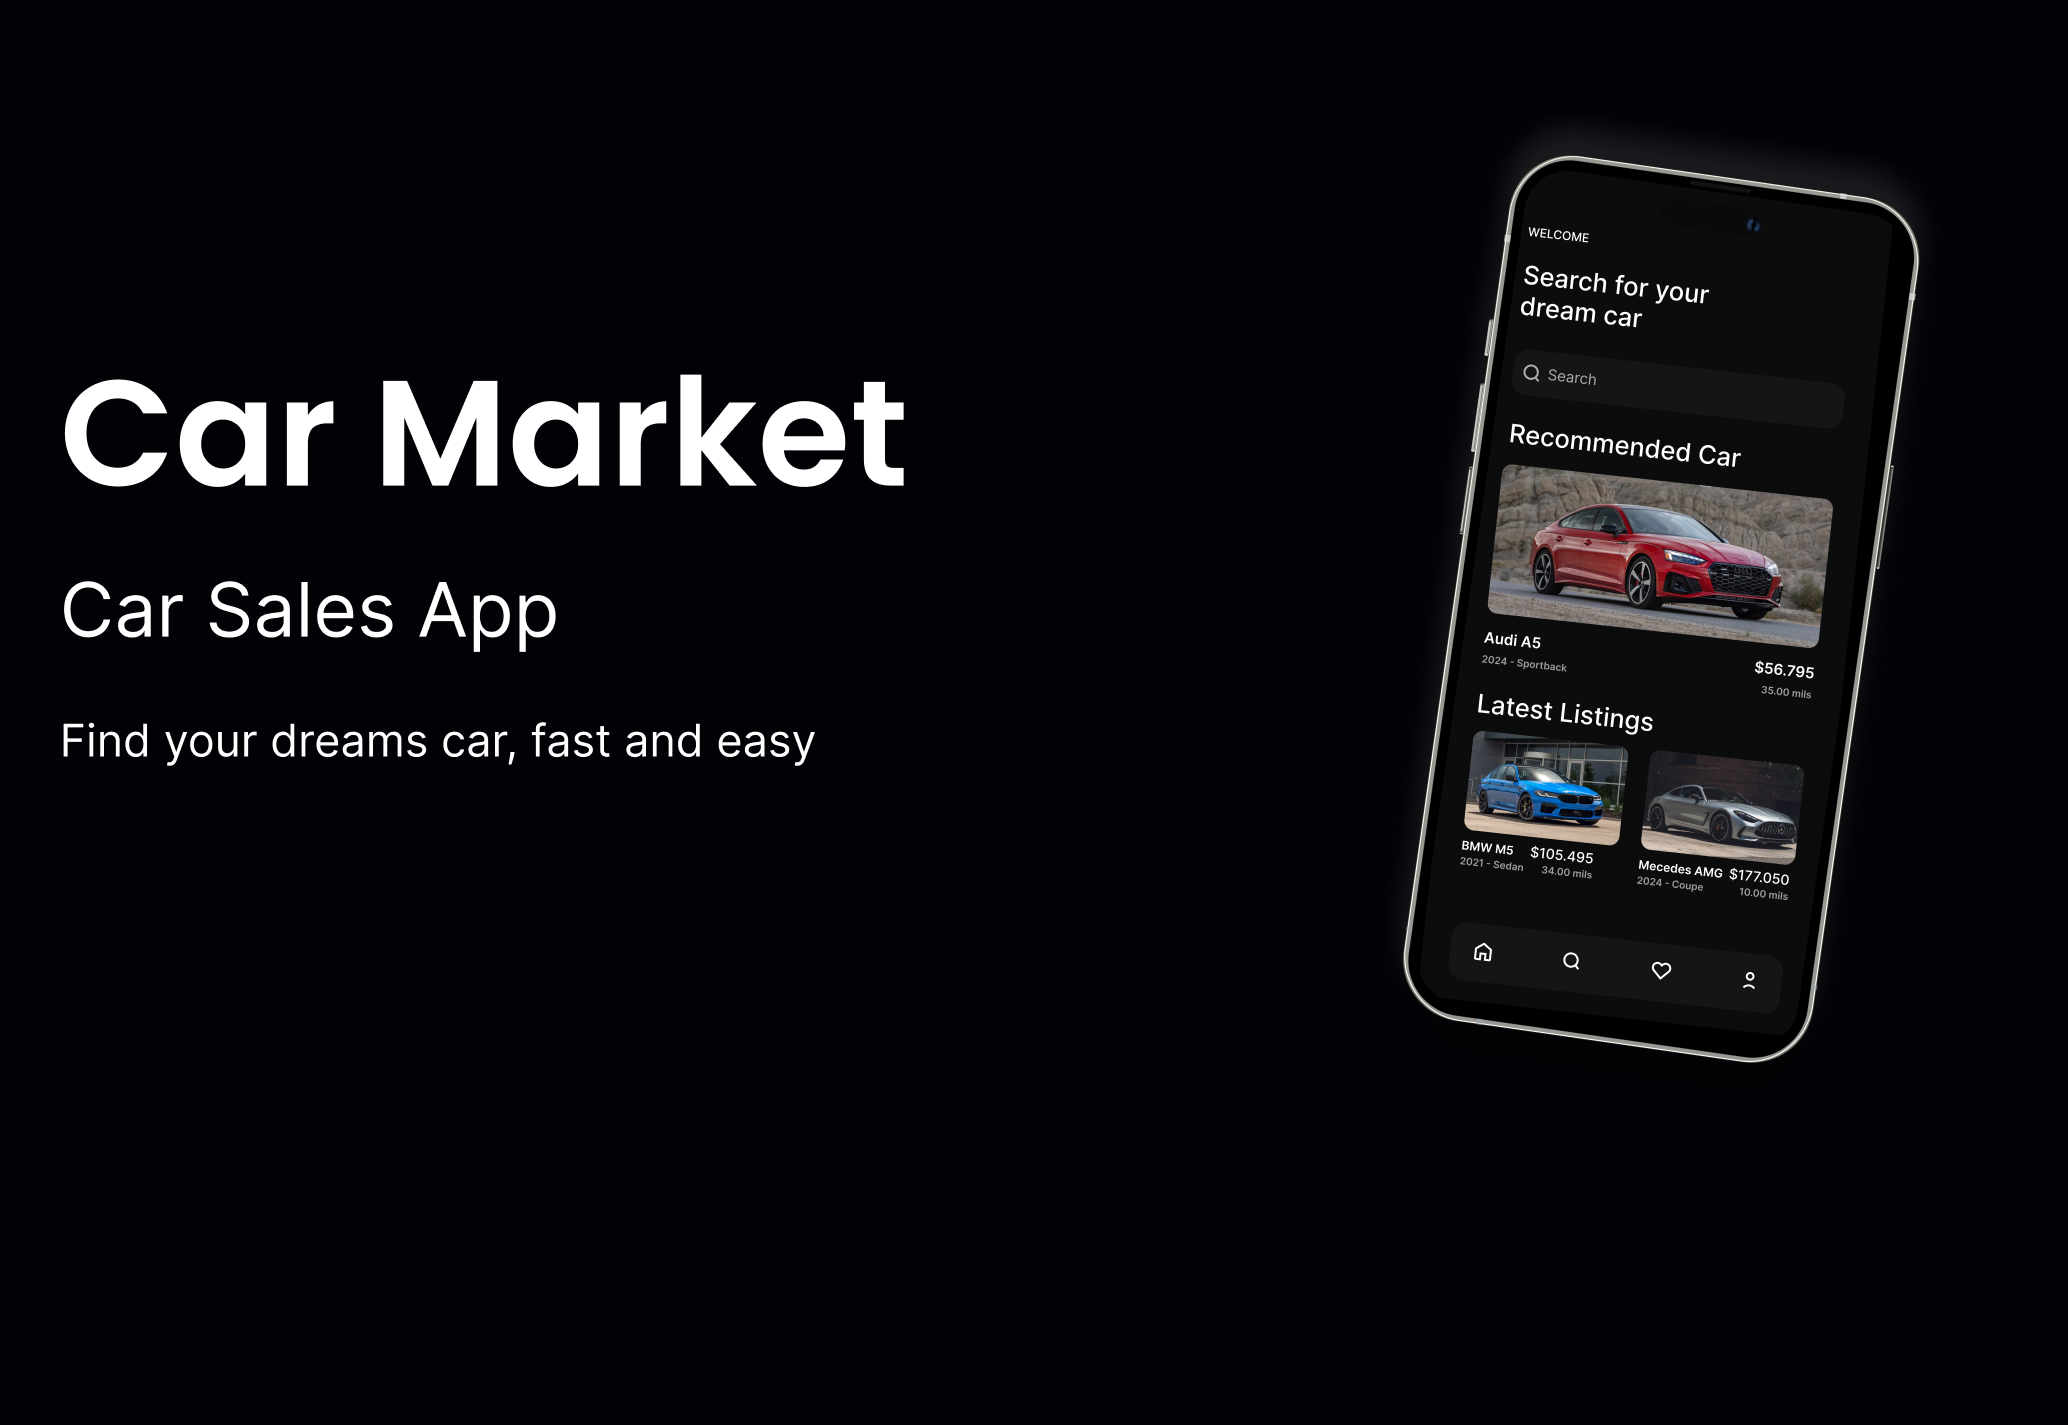 Car Market
Car Sales App
Find your dreams car, fast and easy
WELCOME
Search for your
dream car
Search
Recommended Car
Audi A5
$56.795
2024 - Sportback
35.00 mils
Latest Listings
BMW M5
$105.495
2021 - Sedan
34.00 mils
Mecedes AMG
$177.050
2024 - Coupe
10.00 mils